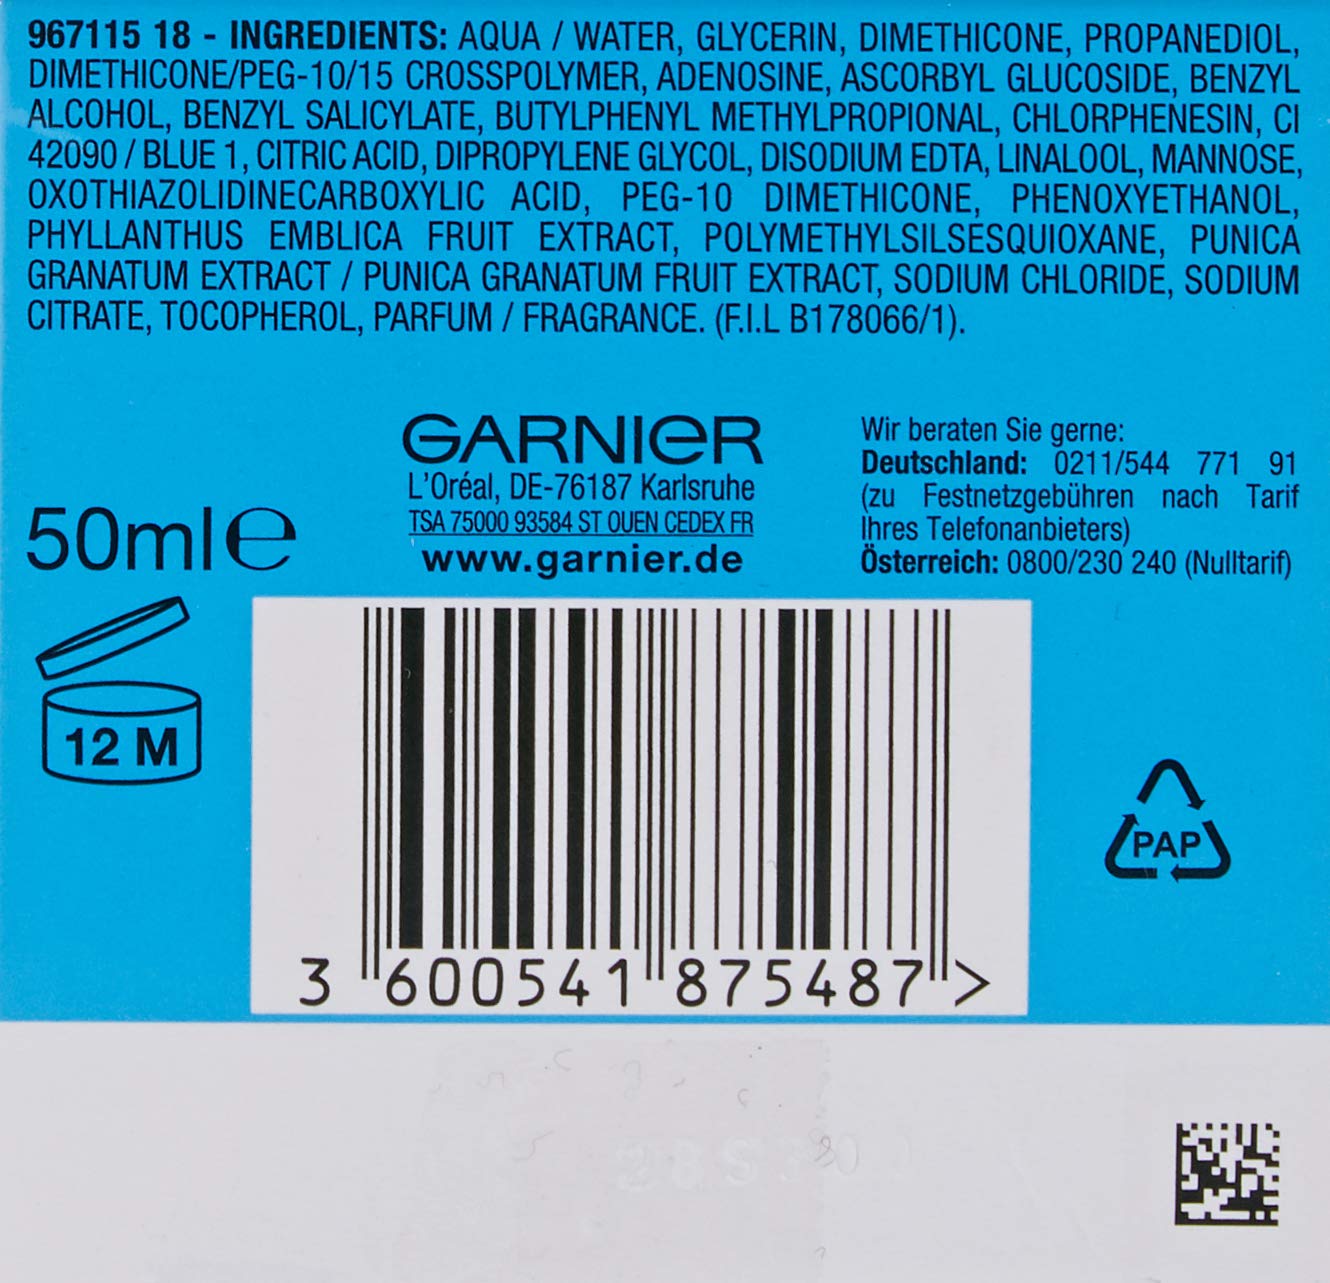 967115 18 - INGREDIENTS: AQUA / WATER, GLYCERIN, DIMETHICONE, PROPANEDIOL,
DIMETHICONE/PEG-10/15 CROSSPOLYMER, ADENOSINE, ASCORBYL GLUCOSIDE, BENZYL
ALCOHOL, BENZYL SALICYLATE, BUTYLPHENYL METHYLPROPIONAL, CHLORPHENESIN, CI
42090 / BLUE 1, CITRIC ACID, DIPROPYLENE GLYCOL, DISODIUM EDTA, LINALOOL, MANNOSE,
OXOTHIAZOLIDINECARBOXYLIC ACID, PEG-10 DIMETHICONE, PHENOXYETHANOL,
PHYLLANTHUS EMBLICA FRUIT EXTRACT, POLYMETHYLSILSESQUIOXANE, PUNICA
GRANATUM EXTRACT / PUNICA GRANATUM FRUIT EXTRACT, SODIUM CHLORIDE, SODIUM
CITRATE, TOCOPHEROL, PARFUM / FRAGRANCE. (F.I.L B178066/1).
50ml e
GARNIER
L'Oréal, DE-76187 Karlsruhe
TSA 75000 93584 ST OUEN CEDEX FR
www.garnier.de
Wir beraten Sie gerne:
Deutschland: 0211/544 771 91
(zu Festnetzgebühren nach Tarif
Ihres Telefonanbieters)
Österreich: 0800/230 240 (Nulltarif)
12 M
PAP
3 600541 875487 >